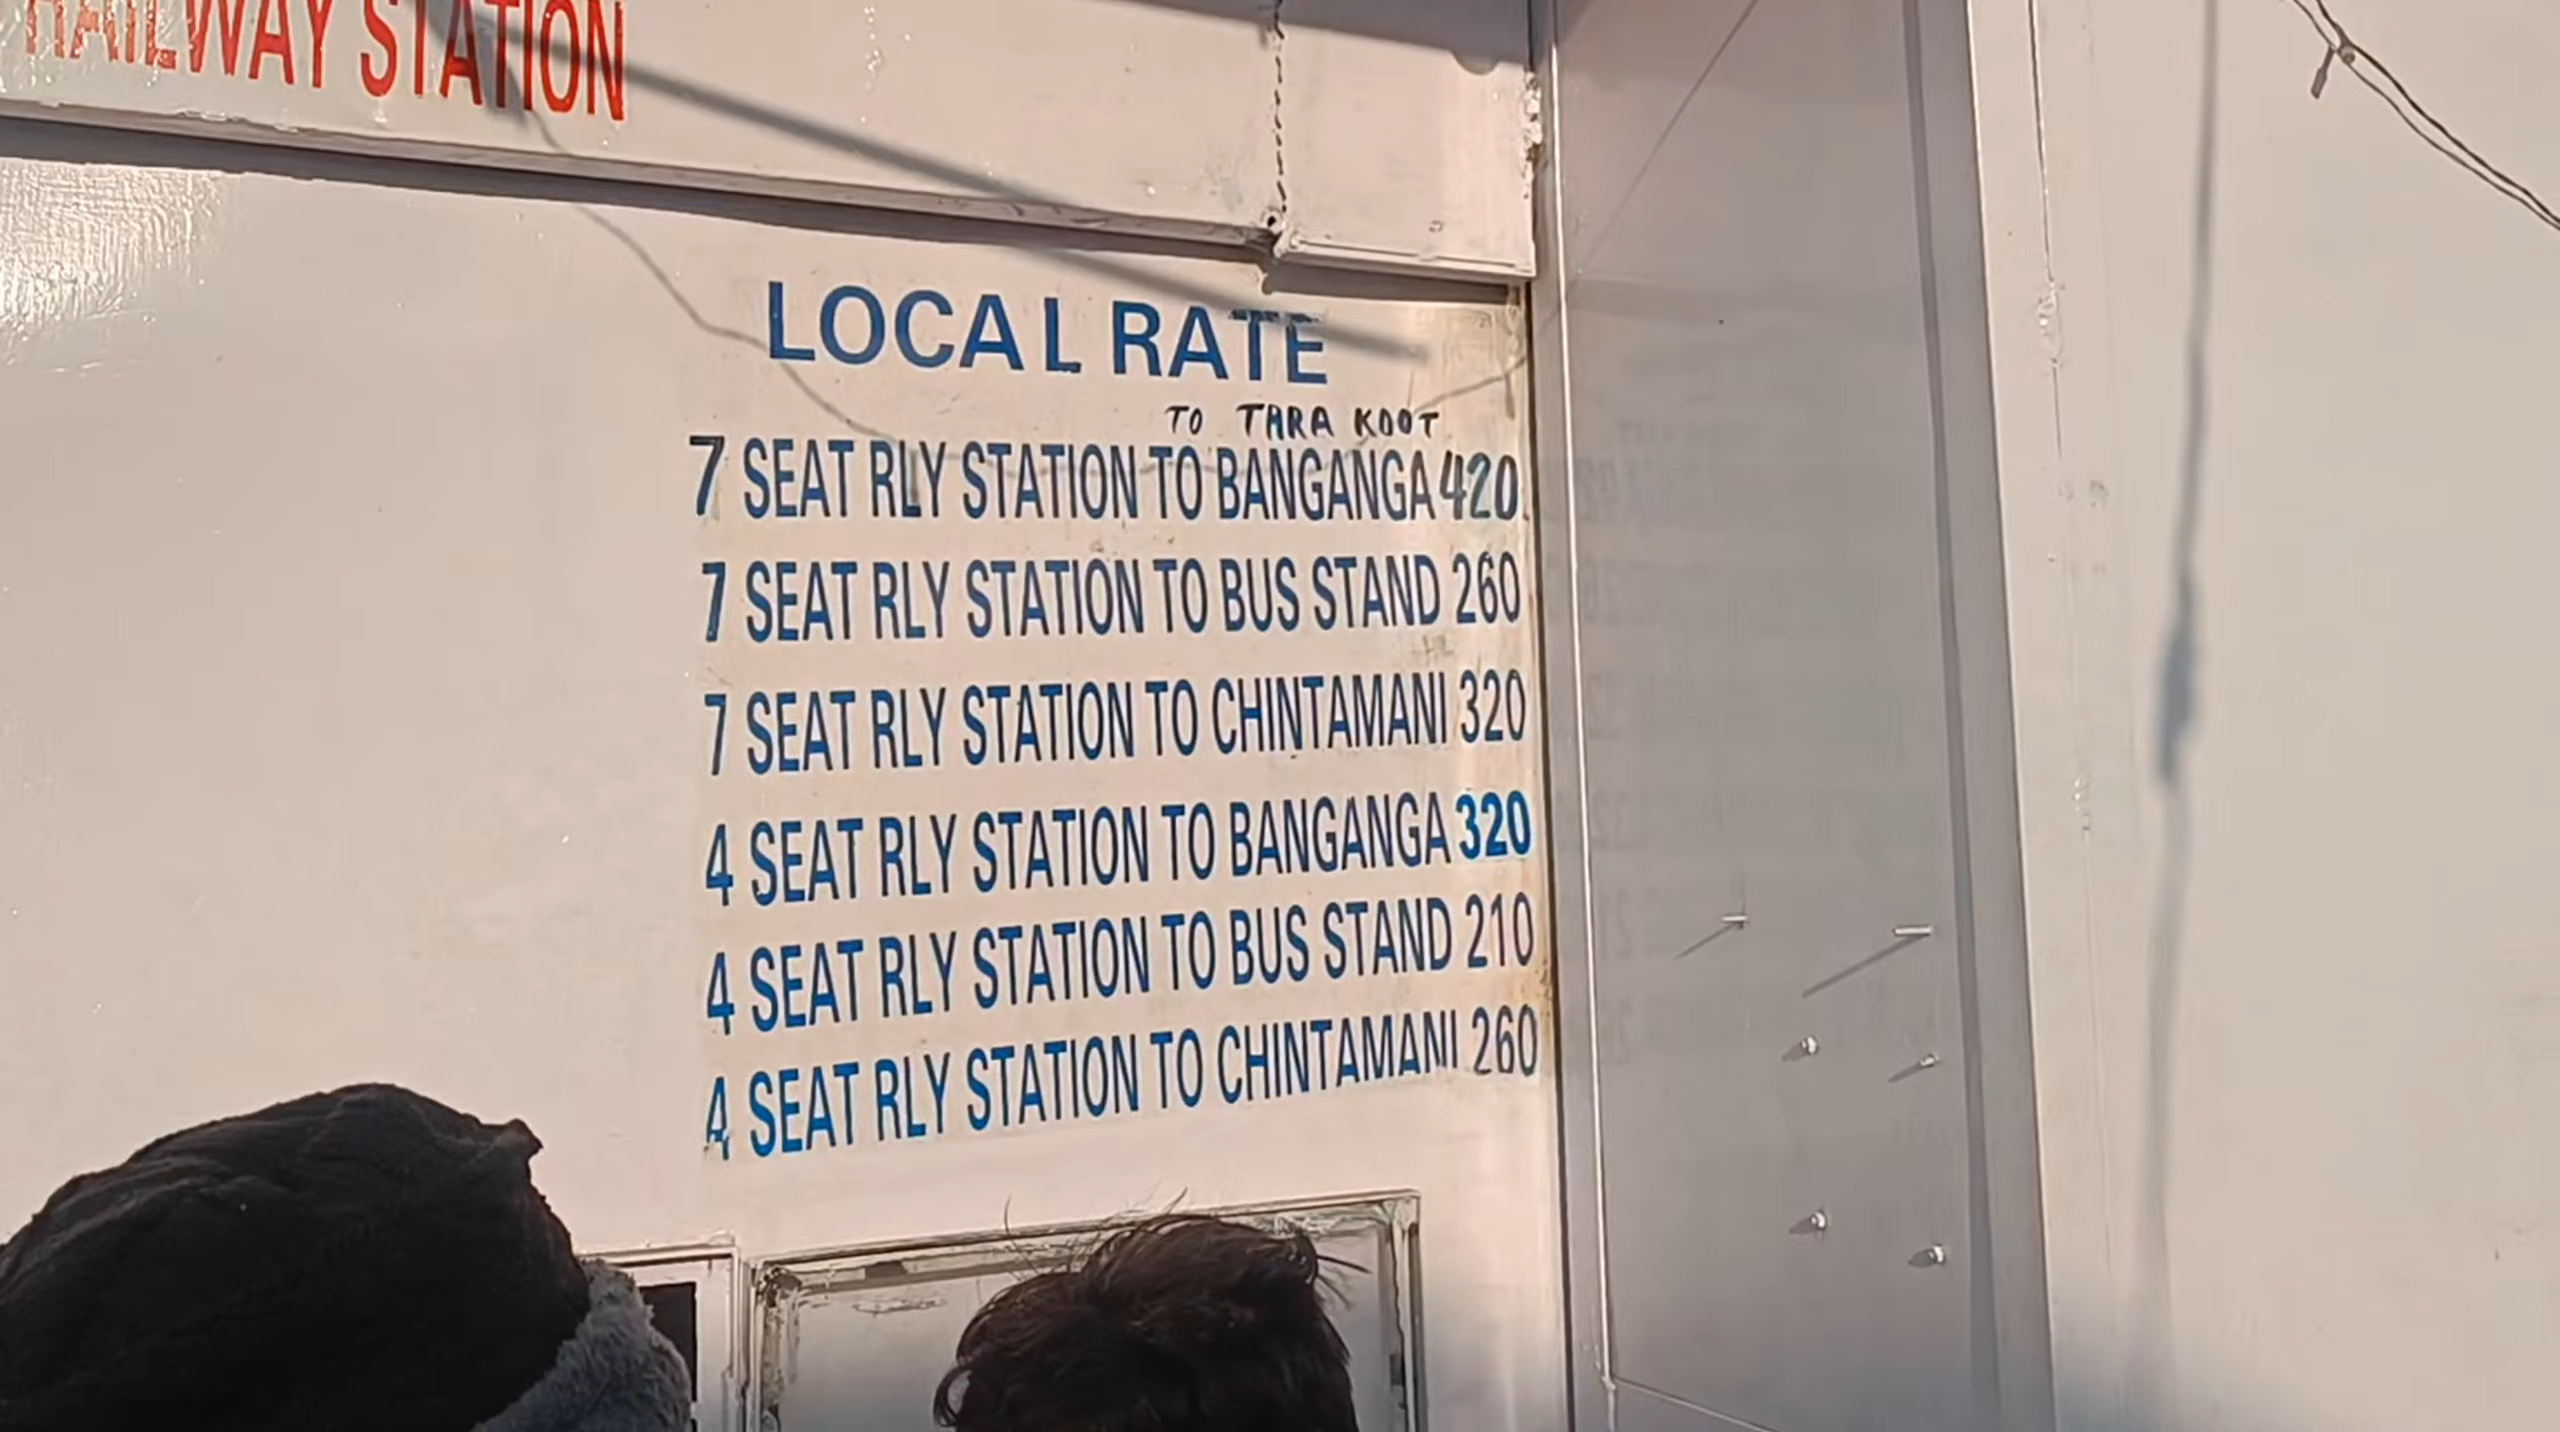 RAILWAY STATION
LOCAL RATE
TO TARA KOOT
7 SEAT RLY STATION TO BANGANGA 420
7 SEAT RLY STATION TO BUS STAND 260
7 SEAT RLY STATION TO CHINTAMANI 320
4 SEAT RLY STATION TO BANGANGA 320
4 SEAT RLY STATION TO BUS STAND 210
4 SEAT RLY STATION TO CHINTAMANI 260